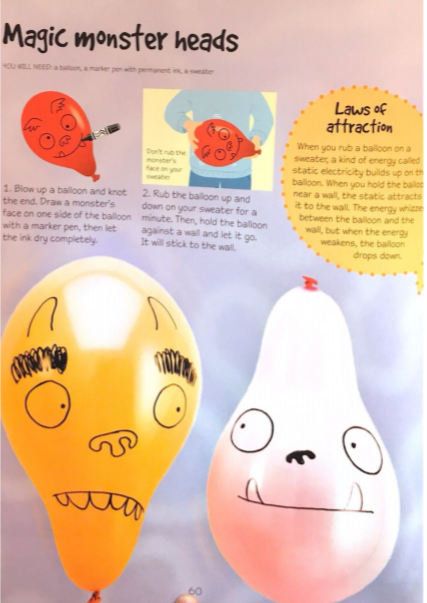 Magic monster heads
YOU WILL NEED: a balloon, a marker pen with permanent ink, a sweater
1. Blow up a balloon and knot
the end. Draw a monster's
face on one side of the balloon
with a marker pen, then let
the ink dry completely.
Don't rub the
monster's
face on your
sweater.
2. Rub the balloon up and
down on your sweater for a
minute. Then, hold the balloon
against a wall and let it go.
It will stick to the wall.
Laws of
attraction
When you rub a balloon on a
sweater, a kind of energy called
static electricity builds up on th
balloon. When you hold the balloo
near a wall, the static attracts
it to the wall. The energy whizze
between the balloon and the
wall, but when the energy
weakens, the balloon
drops down.
60